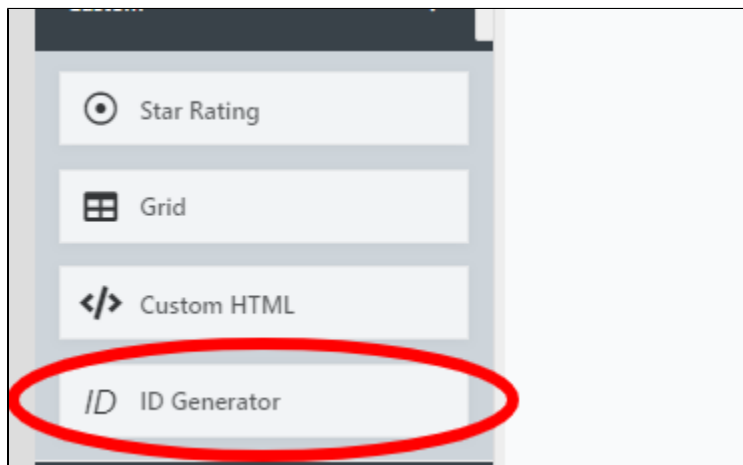 Star Rating
Grid
</> Custom HTML
ID ID Generator